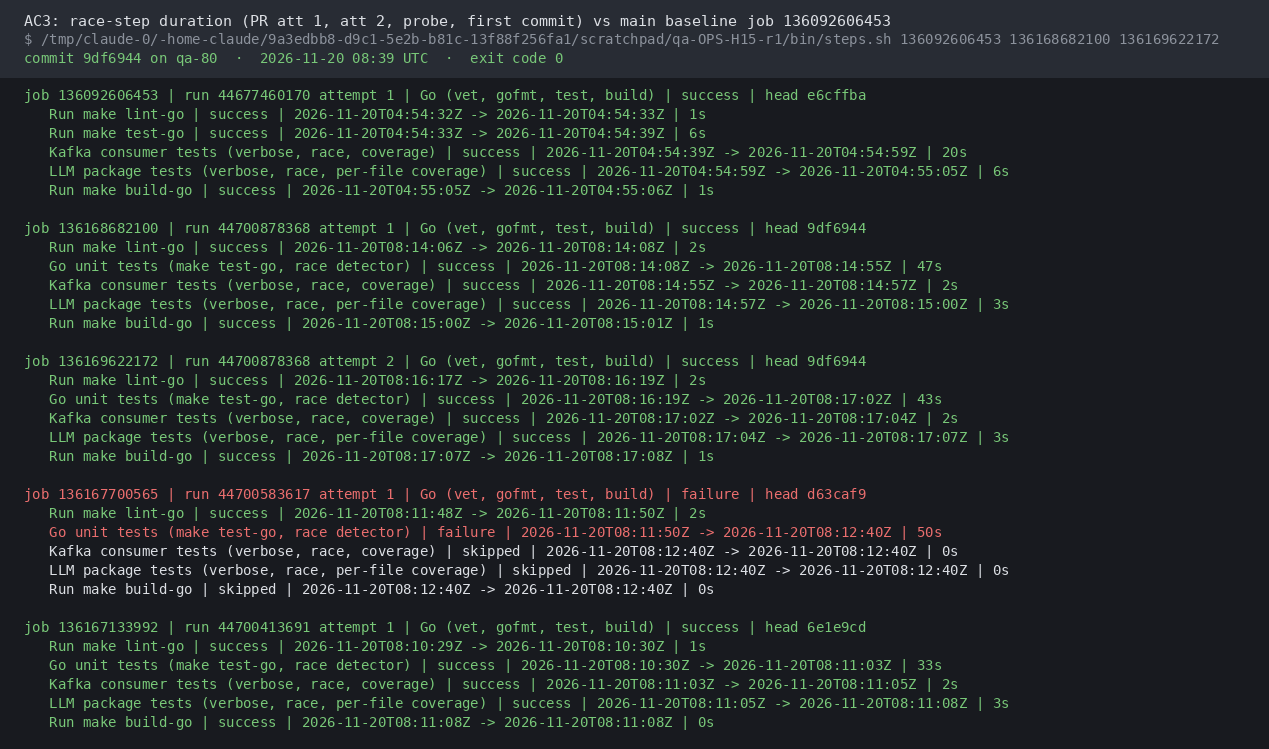 AC3: race-step duration (PR att 1, att 2, probe, first commit) vs main baseline job 136092606453
$ /tmp/claude-0/-home-claude/9a3edbb8-d9c1-5e2b-b81c-13f88f256fa1/scratchpad/qa-OPS-H15-r1/bin/steps.sh 136092606453 136168682100 136169622172
commit 9df6944 on qa-80  ·  2026-11-20 08:39 UTC  ·  exit code 0
job 136092606453 | run 44677460170 attempt 1 | Go (vet, gofmt, test, build) | success | head e6cffba
Run make lint-go | success | 2026-11-20T04:54:32Z -> 2026-11-20T04:54:33Z | 1s
Run make test-go | success | 2026-11-20T04:54:33Z -> 2026-11-20T04:54:39Z | 6s
Kafka consumer tests (verbose, race, coverage) | success | 2026-11-20T04:54:39Z -> 2026-11-20T04:54:59Z | 20s
LLM package tests (verbose, race, per-file coverage) | success | 2026-11-20T04:54:59Z -> 2026-11-20T04:55:05Z | 6s
Run make build-go | success | 2026-11-20T04:55:05Z -> 2026-11-20T04:55:06Z | 1s
job 136168682100 | run 44700878368 attempt 1 | Go (vet, gofmt, test, build) | success | head 9df6944
Run make lint-go | success | 2026-11-20T08:14:06Z -> 2026-11-20T08:14:08Z | 2s
Go unit tests (make test-go, race detector) | success | 2026-11-20T08:14:08Z -> 2026-11-20T08:14:55Z | 47s
Kafka consumer tests (verbose, race, coverage) | success | 2026-11-20T08:14:55Z -> 2026-11-20T08:14:57Z | 2s
LLM package tests (verbose, race, per-file coverage) | success | 2026-11-20T08:14:57Z -> 2026-11-20T08:15:00Z | 3s
Run make build-go | success | 2026-11-20T08:15:00Z -> 2026-11-20T08:15:01Z | 1s
job 136169622172 | run 44700878368 attempt 2 | Go (vet, gofmt, test, build) | success | head 9df6944
Run make lint-go | success | 2026-11-20T08:16:17Z -> 2026-11-20T08:16:19Z | 2s
Go unit tests (make test-go, race detector) | success | 2026-11-20T08:16:19Z -> 2026-11-20T08:17:02Z | 43s
Kafka consumer tests (verbose, race, coverage) | success | 2026-11-20T08:17:02Z -> 2026-11-20T08:17:04Z | 2s
LLM package tests (verbose, race, per-file coverage) | success | 2026-11-20T08:17:04Z -> 2026-11-20T08:17:07Z | 3s
Run make build-go | success | 2026-11-20T08:17:07Z -> 2026-11-20T08:17:08Z | 1s
job 136167700565 | run 44700583617 attempt 1 | Go (vet, gofmt, test, build) | failure | head d63caf9
Run make lint-go | success | 2026-11-20T08:11:48Z -> 2026-11-20T08:11:50Z | 2s
Go unit tests (make test-go, race detector) | failure | 2026-11-20T08:11:50Z -> 2026-11-20T08:12:40Z | 50s
Kafka consumer tests (verbose, race, coverage) | skipped | 2026-11-20T08:12:40Z -> 2026-11-20T08:12:40Z | 0s
LLM package tests (verbose, race, per-file coverage) | skipped | 2026-11-20T08:12:40Z -> 2026-11-20T08:12:40Z | 0s
Run make build-go | skipped | 2026-11-20T08:12:40Z -> 2026-11-20T08:12:40Z | 0s
job 136167133992 | run 44700413691 attempt 1 | Go (vet, gofmt, test, build) | success | head 6e1e9cd
Run make lint-go | success | 2026-11-20T08:10:29Z -> 2026-11-20T08:10:30Z | 1s
Go unit tests (make test-go, race detector) | success | 2026-11-20T08:10:30Z -> 2026-11-20T08:11:03Z | 33s
Kafka consumer tests (verbose, race, coverage) | success | 2026-11-20T08:11:03Z -> 2026-11-20T08:11:05Z | 2s
LLM package tests (verbose, race, per-file coverage) | success | 2026-11-20T08:11:05Z -> 2026-11-20T08:11:08Z | 3s
Run make build-go | success | 2026-11-20T08:11:08Z -> 2026-11-20T08:11:08Z | 0s